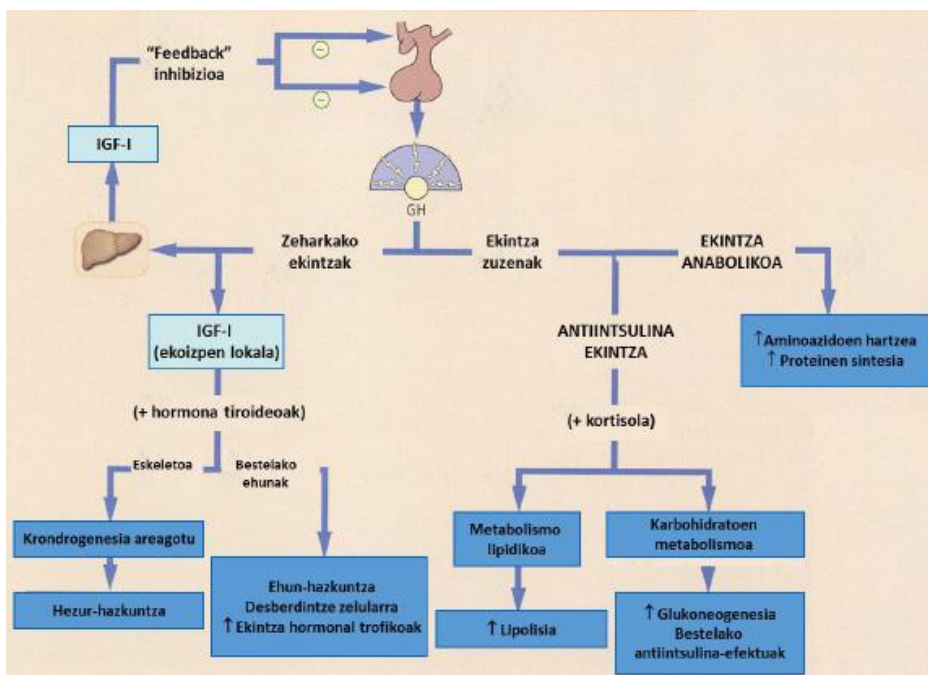 “Feedback”
inhibizioa
IGF-I
GH
Zeharkako
ekintzak
Ekintza
zuzenak
EKINTZA
ANABOLIKOA
IGF-I
(ekoizpen lokala)
ANTIINTSULINA
EKINTZA
↑Aminoazidoen hartzea
↑ Proteinen sintesia
(+ hormona tiroideoak)
(+ kortisola)
Eskeletoa
Bestelako
ehunak
Krondrogenesia areagotu
Hezur-hazkuntza
Ehun-hazkuntza
Desberdintze zelularra
↑ Ekintza hormonal trofikoak
Metabolismo
lipidikoa
↑ Lipolisia
Karbohidratoen
metabolismoa
↑ Glukoneogenesia
Bestelako
antiintsulina-efektuak